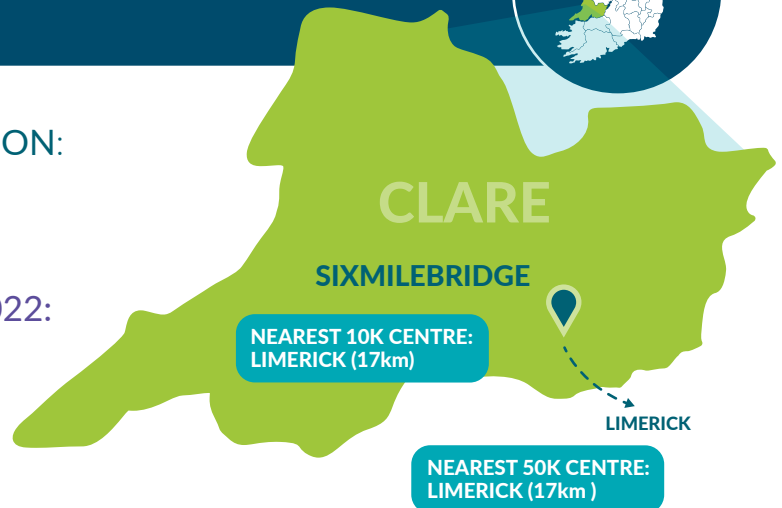 ON:
CLARE
SIXMILEBRIDGE
022:
NEAREST 10K CENTRE:
LIMERICK (17km)
LIMERICK
NEAREST 50K CENTRE:
LIMERICK (17km )